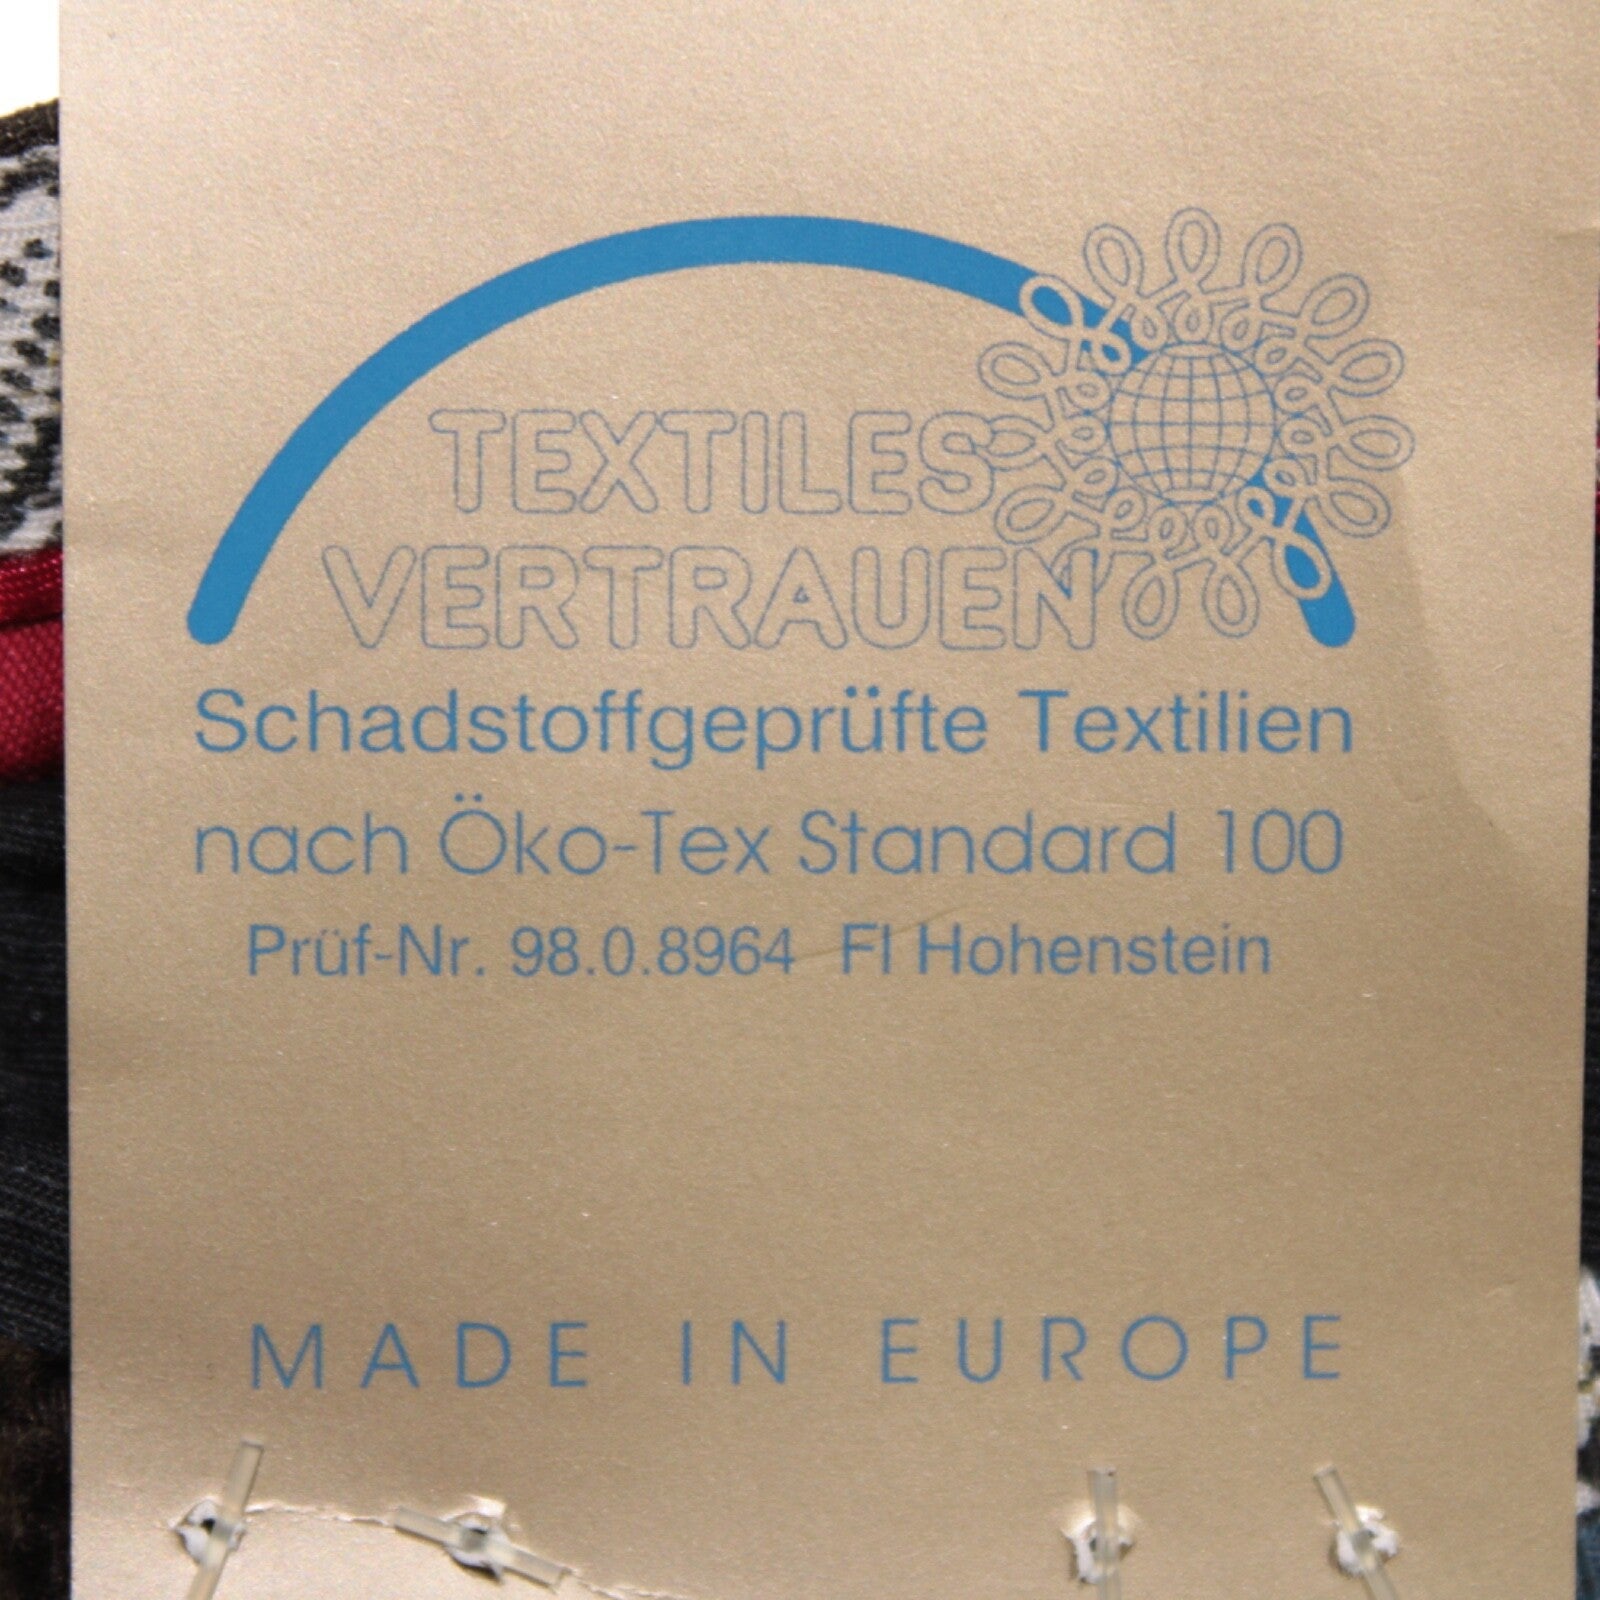 TEXTILES
VERTRAUEN
Schadstoffgeprüfte Textilien
nach Öko-Tex Standard 100
Prüf-Nr. 98.0.8964 FI Hohenstein
MADE IN EUROPE